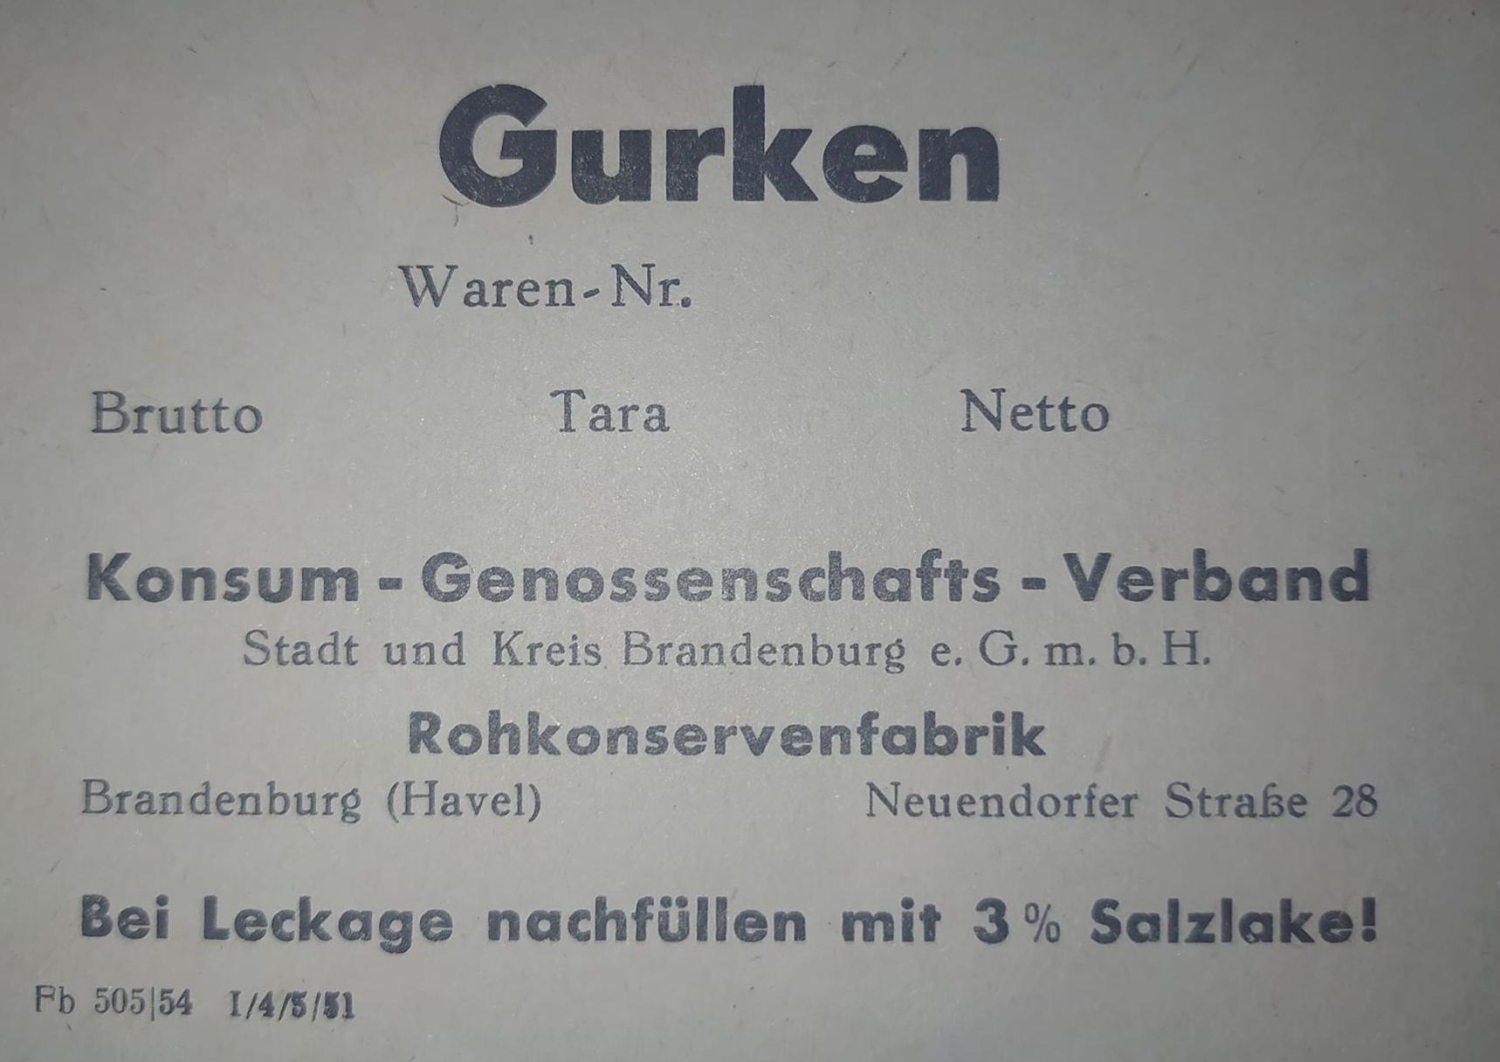 Gurken
Waren-Nr.
Brutto Tara Netto
Konsum - Genossenschafts - Verband
Stadt und Kreis Brandenburg e. G. m. b. H.
Rohkonservenfabrik
Brandenburg (Havel) Neuendorfer Straße 28
Bei Leckage nachfüllen mit 3% Salzlake!
Fb 505|54 I/4/5/51